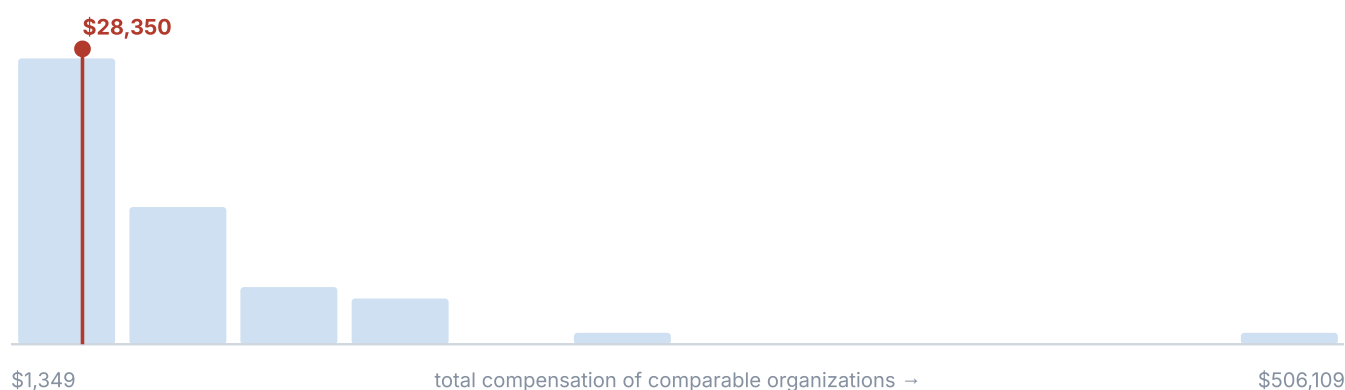 $28,350
$1,349 total compensation of comparable organizations → $506,109